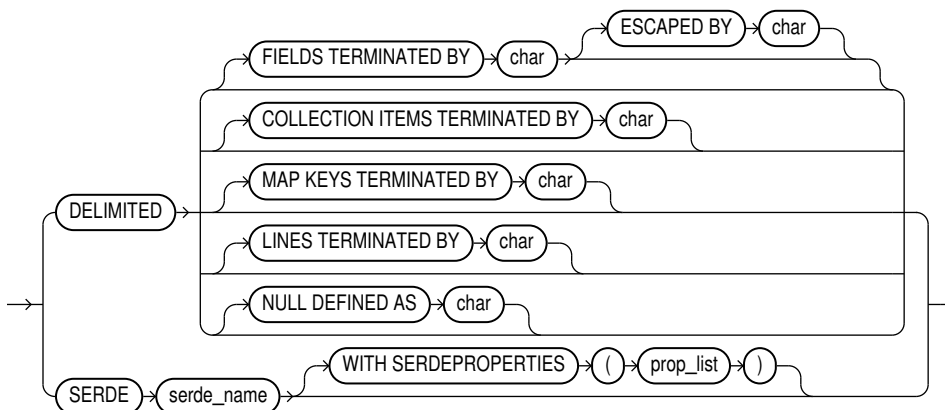 ESCAPED BY char
FIELDS TERMINATED BY char
COLLECTION ITEMS TERMINATED BY char
MAP KEYS TERMINATED BY char
DELIMITED
LINES TERMINATED BY char
NULL DEFINED AS char
WITH SERDEPROPERTIES ( prop_list )
SERDE serde_name